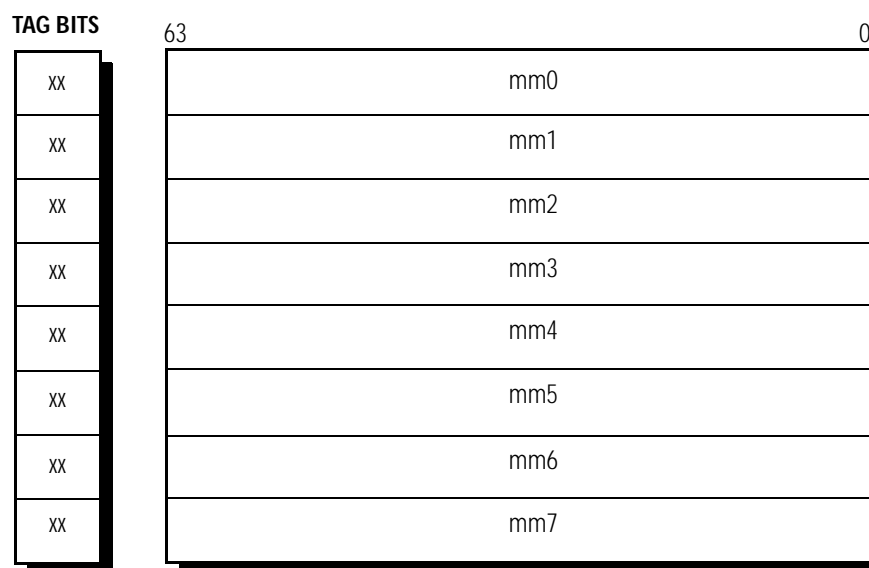 TAG BITS
63 0
xx mm0
xx mm1
xx mm2
xx mm3
xx mm4
xx mm5
xx mm6
xx mm7